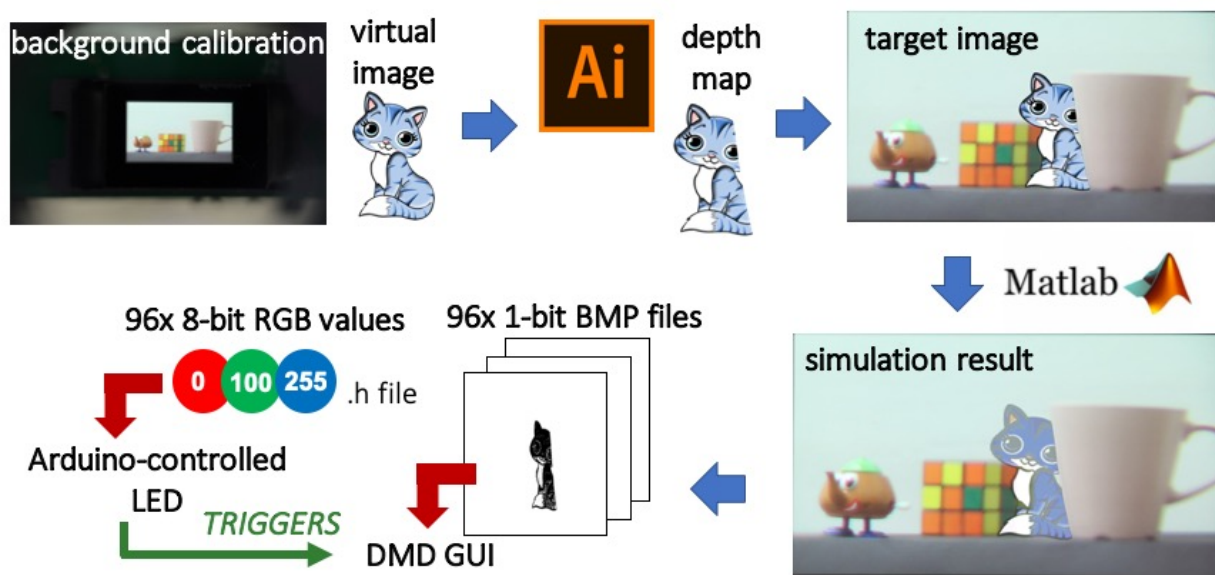 background calibration
virtual
image
Ai
depth
map
target image
Matlab
96x 8-bit RGB values
0 100 255
.h file
96x 1-bit BMP files
simulation result
Arduino-controlled
LED
TRIGGERS
DMD GUI